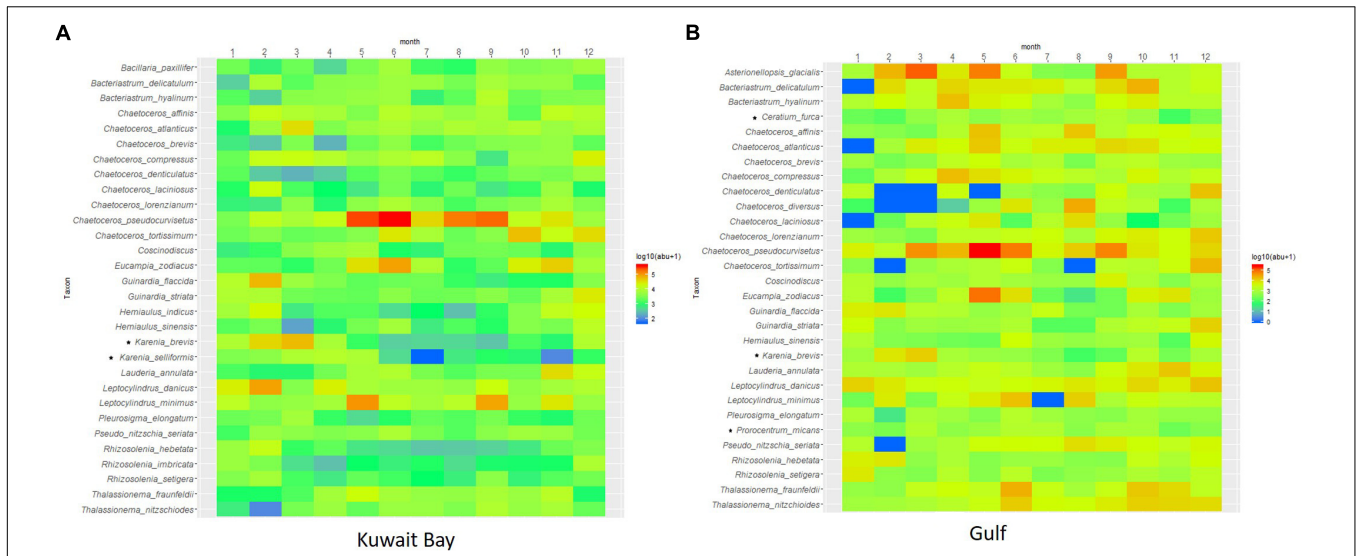 A
month
1 2 3 4 5 6 7 8 9 10 11 12
Taxon
Bacillaria_paxillifer
Bacteriastrum_delicatulum
Bacteriastrum_hyalinum
Chaetoceros_affinis
Chaetoceros_atlanticus
Chaetoceros_brevis
Chaetoceros_compressus
Chaetoceros_denticulatus
Chaetoceros_laciniosus
Chaetoceros_lorenzianum
Chaetoceros_pseudocurvisetus
Chaetoceros_tortissimum
Coscinodiscus
Eucampia_zodiacus
Guinardia_flaccida
Guinardia_striata
Hemiaulus_indicus
Hemiaulus_sinensis
★ Karenia_brevis
★ Karenia_selliformis
Lauderia_annulata
Leptocylindrus_danicus
Leptocylindrus_minimus
Pleurosigma_elongatum
Pseudo_nitzschia_seriata
Rhizosolenia_hebetata
Rhizosolenia_imbricata
Rhizosolenia_setigera
Thalassionema_fraunfeldii
Thalassionema_nitzschiodes
log10(abu+1)
5
4
3
2
Kuwait Bay
B
month
1 2 3 4 5 6 7 8 9 10 11 12
Taxon
Asterionellopsis_glacialis
Bacteriastrum_delicatulum
Bacteriastrum_hyalinum
★ Ceratium_furca
Chaetoceros_affinis
Chaetoceros_atlanticus
Chaetoceros_brevis
Chaetoceros_compressus
Chaetoceros_denticulatus
Chaetoceros_diversus
Chaetoceros_laciniosus
Chaetoceros_lorenzianum
Chaetoceros_pseudocurvisetus
Chaetoceros_tortissimum
Coscinodiscus
Eucampia_zodiacus
Guinardia_flaccida
Guinardia_striata
Hemiaulus_sinensis
★ Karenia_brevis
Lauderia_annulata
Leptocylindrus_danicus
Leptocylindrus_minimus
Pleurosigma_elongatum
★ Prorocentrum_micans
Pseudo_nitzschia_seriata
Rhizosolenia_hebetata
Rhizosolenia_setigera
Thalassionema_fraunfeldii
Thalassionema_nitzchioides
log10(abu+1)
5
4
3
2
1
0
Gulf